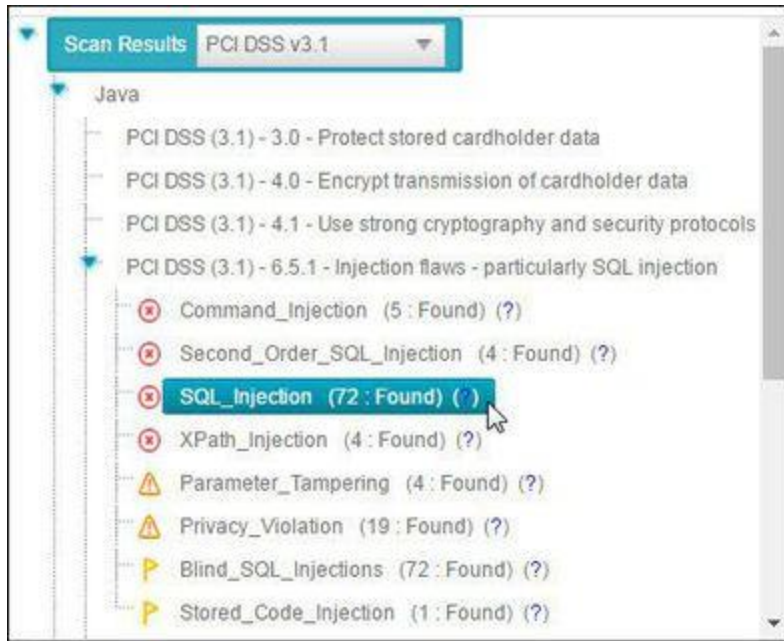 Scan Results PCI DSS v3.1
Java
PCI DSS (3.1) - 3.0 - Protect stored cardholder data
PCI DSS (3.1) - 4.0 - Encrypt transmission of cardholder data
PCI DSS (3.1) - 4.1 - Use strong cryptography and security protocols
PCI DSS (3.1) - 6.5.1 - Injection flaws - particularly SQL injection
Command_Injection (5 : Found) (?)
Second_Order_SQL_Injection (4 : Found) (?)
SQL_Injection (72 : Found) (?)
XPath_Injection (4 : Found) (?)
Parameter_Tampering (4 : Found) (?)
Privacy_Violation (19 : Found) (?)
Blind_SQL_Injections (72 : Found) (?)
Stored_Code_Injection (1 : Found) (?)